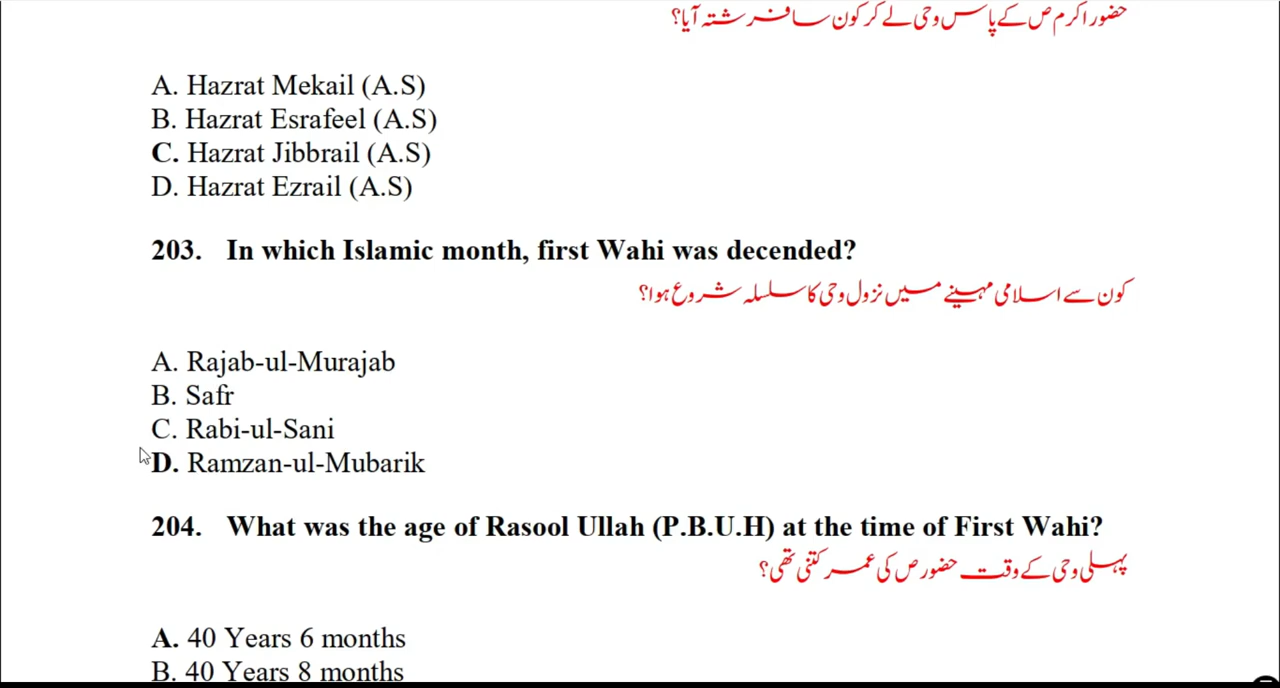 حضور اکرم ص کے پاس وحی لے کر کون سا فرشتہ آیا؟
A. Hazrat Mekail (A.S)
B. Hazrat Esrafeel (A.S)
C. Hazrat Jibbrail (A.S)
D. Hazrat Ezrail (A.S)
203. In which Islamic month, first Wahi was decended?
کون سے اسلامی مہینے میں نزول وحی کا سلسلہ شروع ہوا؟
A. Rajab-ul-Murajab
B. Safr
C. Rabi-ul-Sani
D. Ramzan-ul-Mubarik
204. What was the age of Rasool Ullah (P.B.U.H) at the time of First Wahi?
پہلی وحی کے وقت حضور ص کی عمر کتنی تھی؟
A. 40 Years 6 months
B. 40 Years 8 months